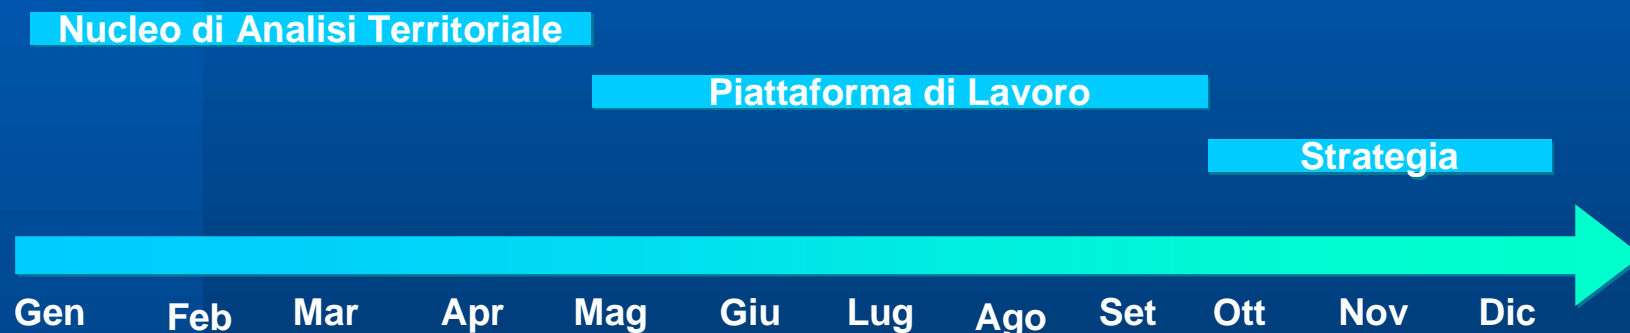 Nucleo di Analisi Territoriale
Piattaforma di Lavoro
Strategia
Gen Feb Mar Apr Mag Giu Lug Ago Set Ott Nov Dic